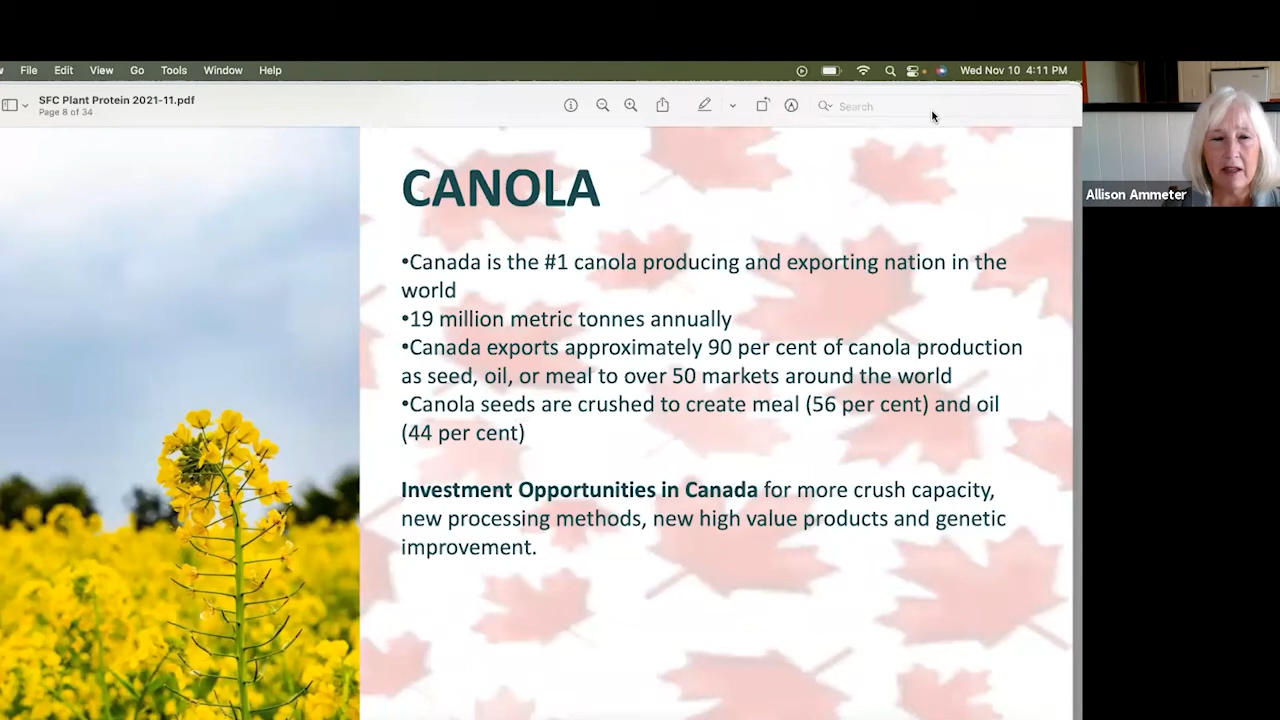 File Edit View Go Tools Window Help Wed Nov 10 4:11 PM
SFC Plant Protein 2021-11.pdf
Page 8 of 34
Search
Allison Ammeter
CANOLA
•Canada is the #1 canola producing and exporting nation in the
world
•19 million metric tonnes annually
•Canada exports approximately 90 per cent of canola production
as seed, oil, or meal to over 50 markets around the world
•Canola seeds are crushed to create meal (56 per cent) and oil
(44 per cent)
Investment Opportunities in Canada for more crush capacity,
new processing methods, new high value products and genetic
improvement.